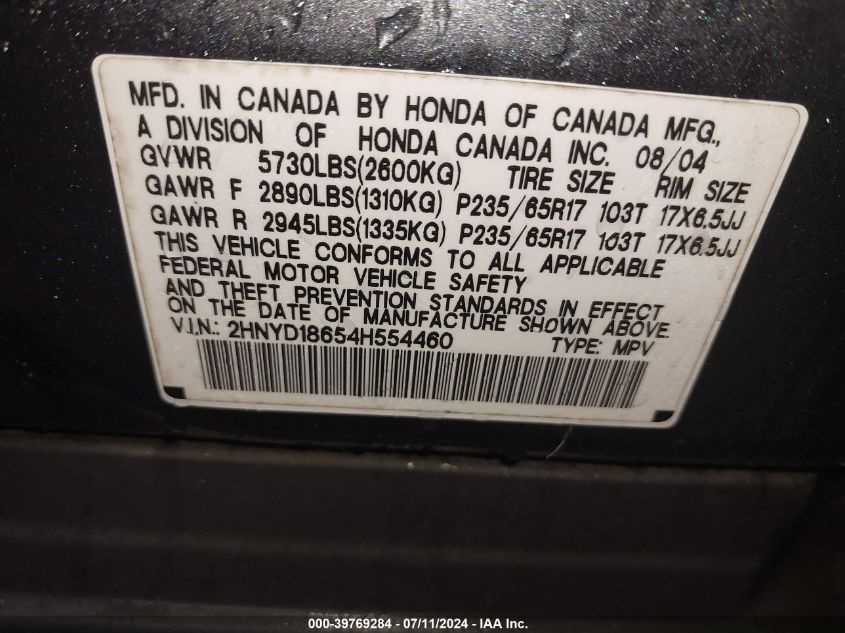 MFD. IN CANADA BY HONDA OF CANADA MFG.,
A DIVISION OF HONDA CANADA INC. 08/04
GVWR 5730LBS(2600KG) TIRE SIZE RIM SIZE
GAWR F 2890LBS(1310KG) P235/65R17 103T 17X6.5JJ
GAWR R 2945LBS(1335KG) P235/65R17 103T 17X6.5JJ
THIS VEHICLE CONFORMS TO ALL APPLICABLE
FEDERAL MOTOR VEHICLE SAFETY
AND THEFT PREVENTION STANDARDS IN EFFECT
ON THE DATE OF MANUFACTURE SHOWN ABOVE.
V.I.N.: 2HNYD18654H554460 TYPE: MPV
000-39769284 - 07/11/2024 - IAA Inc.